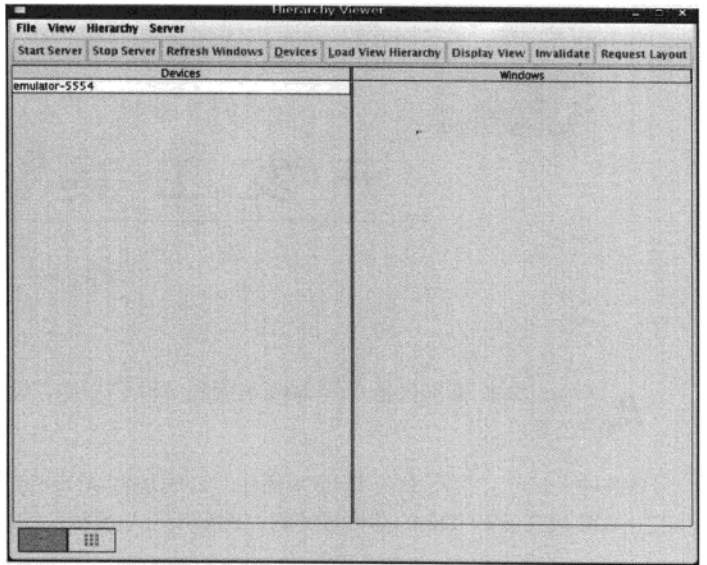 Hierarchy Viewer
File View Hierarchy Server
Start Server Stop Server Refresh Windows Devices Load View Hierarchy Display View Invalidate Request Layout
Devices Windows
emulator-5554